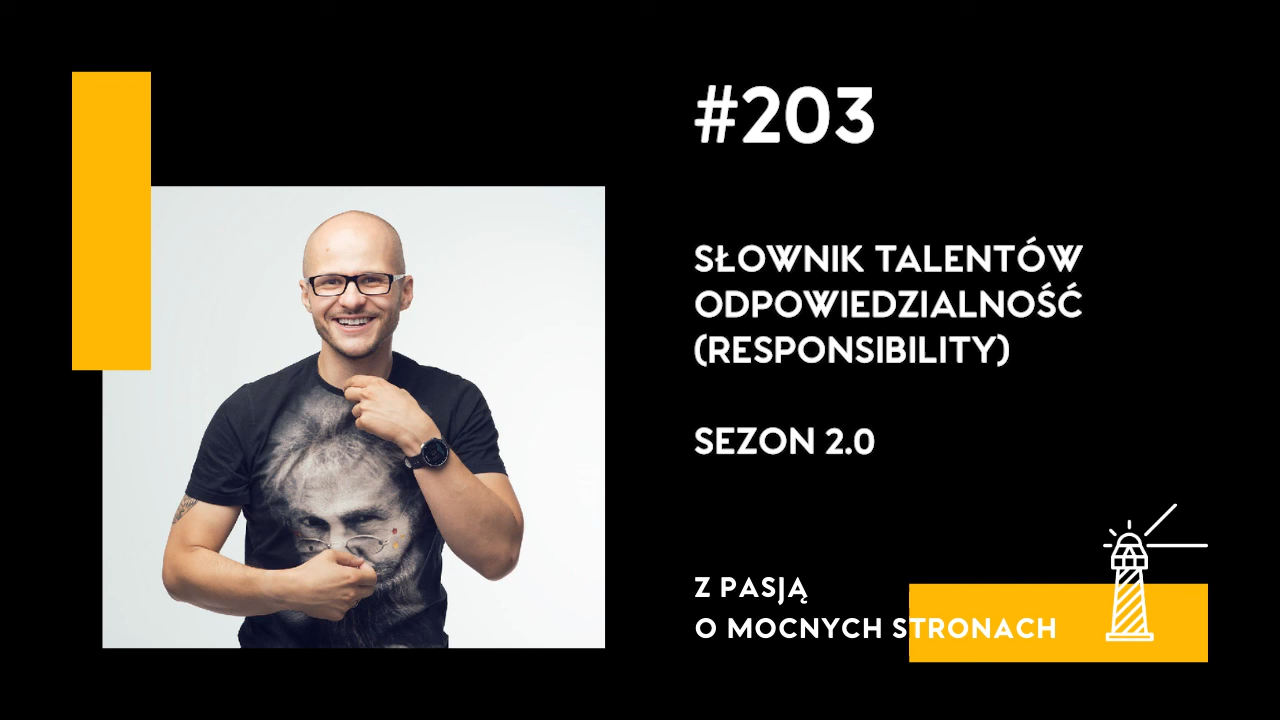 #203
SŁOWNIK TALENTÓW
ODPOWIEDZIALNOŚĆ
(RESPONSIBILITY)
SEZON 2.0
Z PASJĄ
O MOCNYCH STRONACH